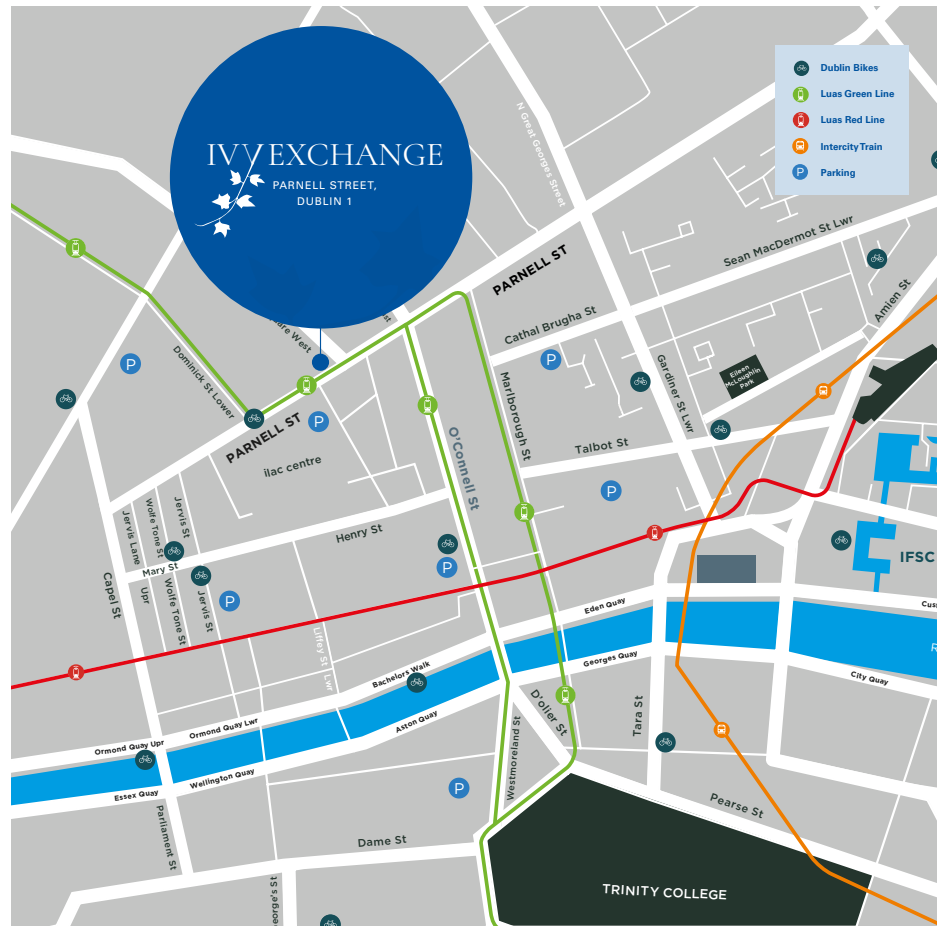 IVY EXCHANGE
PARNELL STREET,
DUBLIN 1
Dublin Bikes
Luas Green Line
Luas Red Line
Intercity Train
P
Parking
N Great Georges Street
Sean MacDermot St Lwr
PARNELL ST
Amien St
Cathal Brugha St
West
P
P
Dominick St Lower
Marlborough St
Gardiner St Lwr
Eileen
McLoughlin
Park
P
PARNELL ST
O'Connell St
Talbot St
ilac centre
P
Jervis Lane
Wolfe Tone St
Jervis St
Henry St
P
IFSC
Mary St
Capel St
Upr
Wolfe Tone St
Jervis St
P
Eden Quay
Liffey St Lwr
Georges Quay
R
Bachelors Walk
City Quay
D'olier St
Aston Quay
Tara St
Ormond Quay Lwr
Ormond Quay Upr
Westmoreland St
Wellington Quay
Essex Quay
P
Pearse St
Parliament St
Dame St
TRINITY COLLEGE